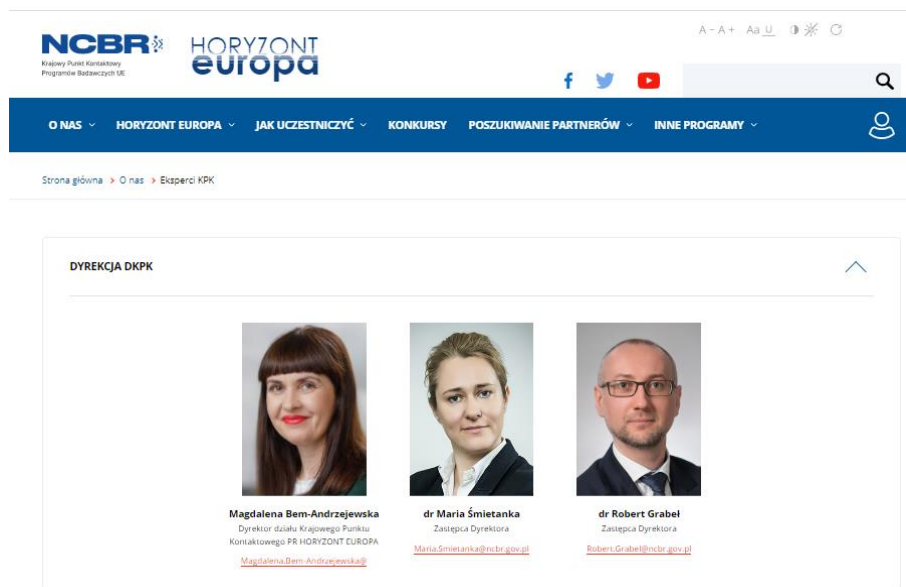 A - A + Aa U
NCBR
Krajowy Punkt Kontaktowy
Programów Badawczych UE
HORYZONT
europa
O NAS
HORYZONT EUROPA
JAK UCZESTNICZYĆ
KONKURSY
POSZUKIWANIE PARTNERÓW
INNE PROGRAMY
Strona główna > O nas > Eksperci KPK
DYREKCJA DKPK
Magdalena Bem-Andrzejewska
Dyrektor działu Krajowego Punktu
Kontaktowego PR HORYZONT EUROPA
Magdalena.Bem-Andrzejewska@
dr Maria Śmietanka
Zastępca Dyrektora
Maria.Smietanka@ncbr.gov.pl
dr Robert Grabeł
Zastępca Dyrektora
Robert.Grabel@ncbr.gov.pl